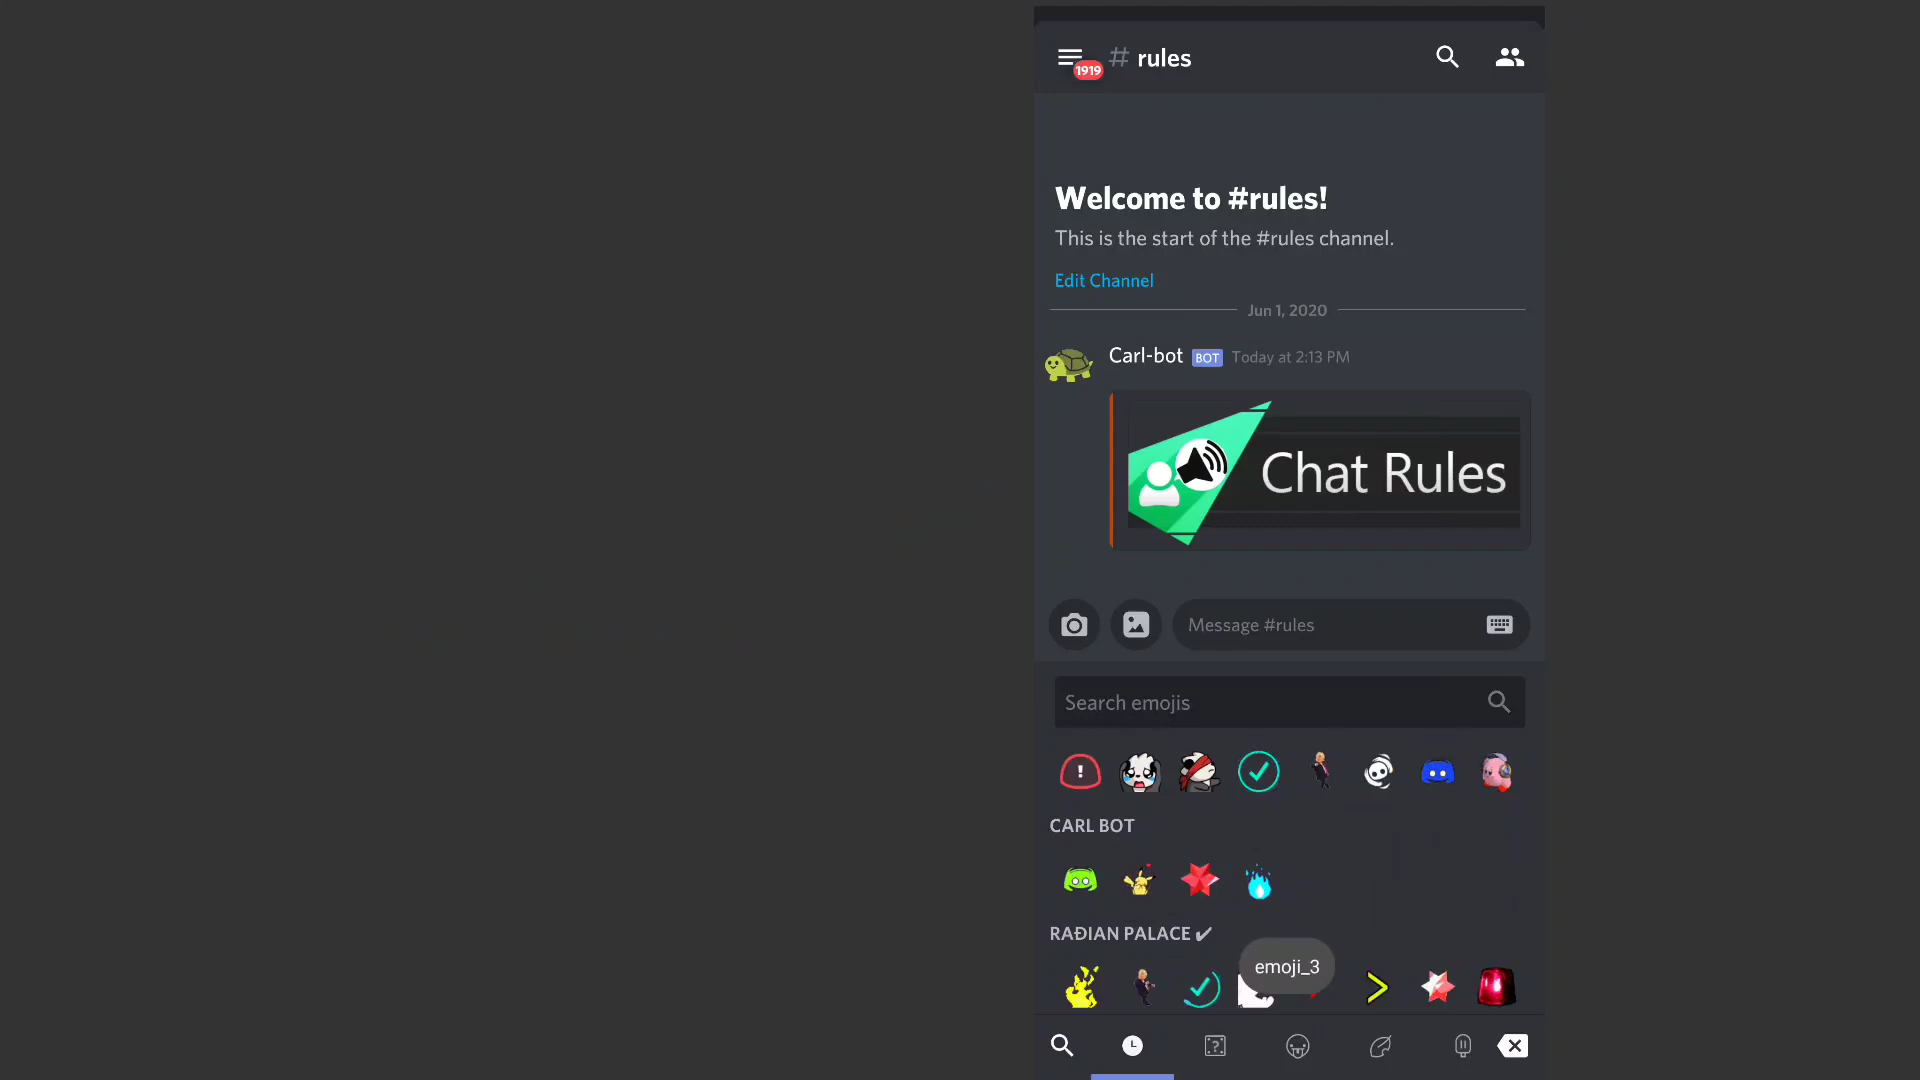 1919
# rules
Welcome to #rules!
This is the start of the #rules channel.
Edit Channel
Jun 1, 2020
Carl-bot BOT Today at 2:13 PM
Chat Rules
Message #rules
Search emojis
CARL BOT
RAĐIAN PALACE ✔
emoji_3